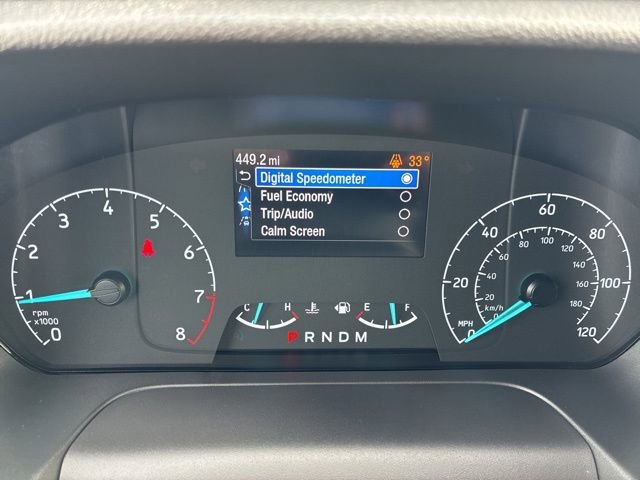 449.2 mi 33°
Digital Speedometer
Fuel Economy
Trip/Audio
Calm Screen
0 1 2 3 4 5 6 7 8
rpm
x1000
C H E F
P R N D M
0 20 40 60 80 100 120
MPH
0 20 40 60 80 100 120 140 160 180
km/h